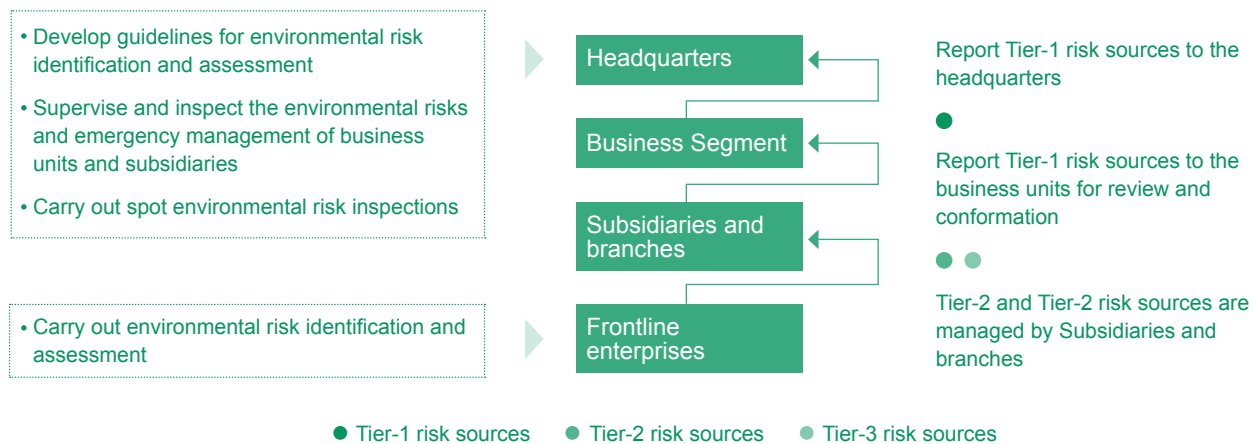 • Develop guidelines for environmental risk
identification and assessment
• Supervise and inspect the environmental risks
and emergency management of business
units and subsidiaries
• Carry out spot environmental risk inspections
• Carry out environmental risk identification and
assessment
Headquarters
Business Segment
Subsidiaries and
branches
Frontline
enterprises
Report Tier-1 risk sources to the
headquarters
Report Tier-1 risk sources to the
business units for review and
conformation
Tier-2 and Tier-2 risk sources are
managed by Subsidiaries and
branches
Tier-1 risk sources
Tier-2 risk sources
Tier-3 risk sources